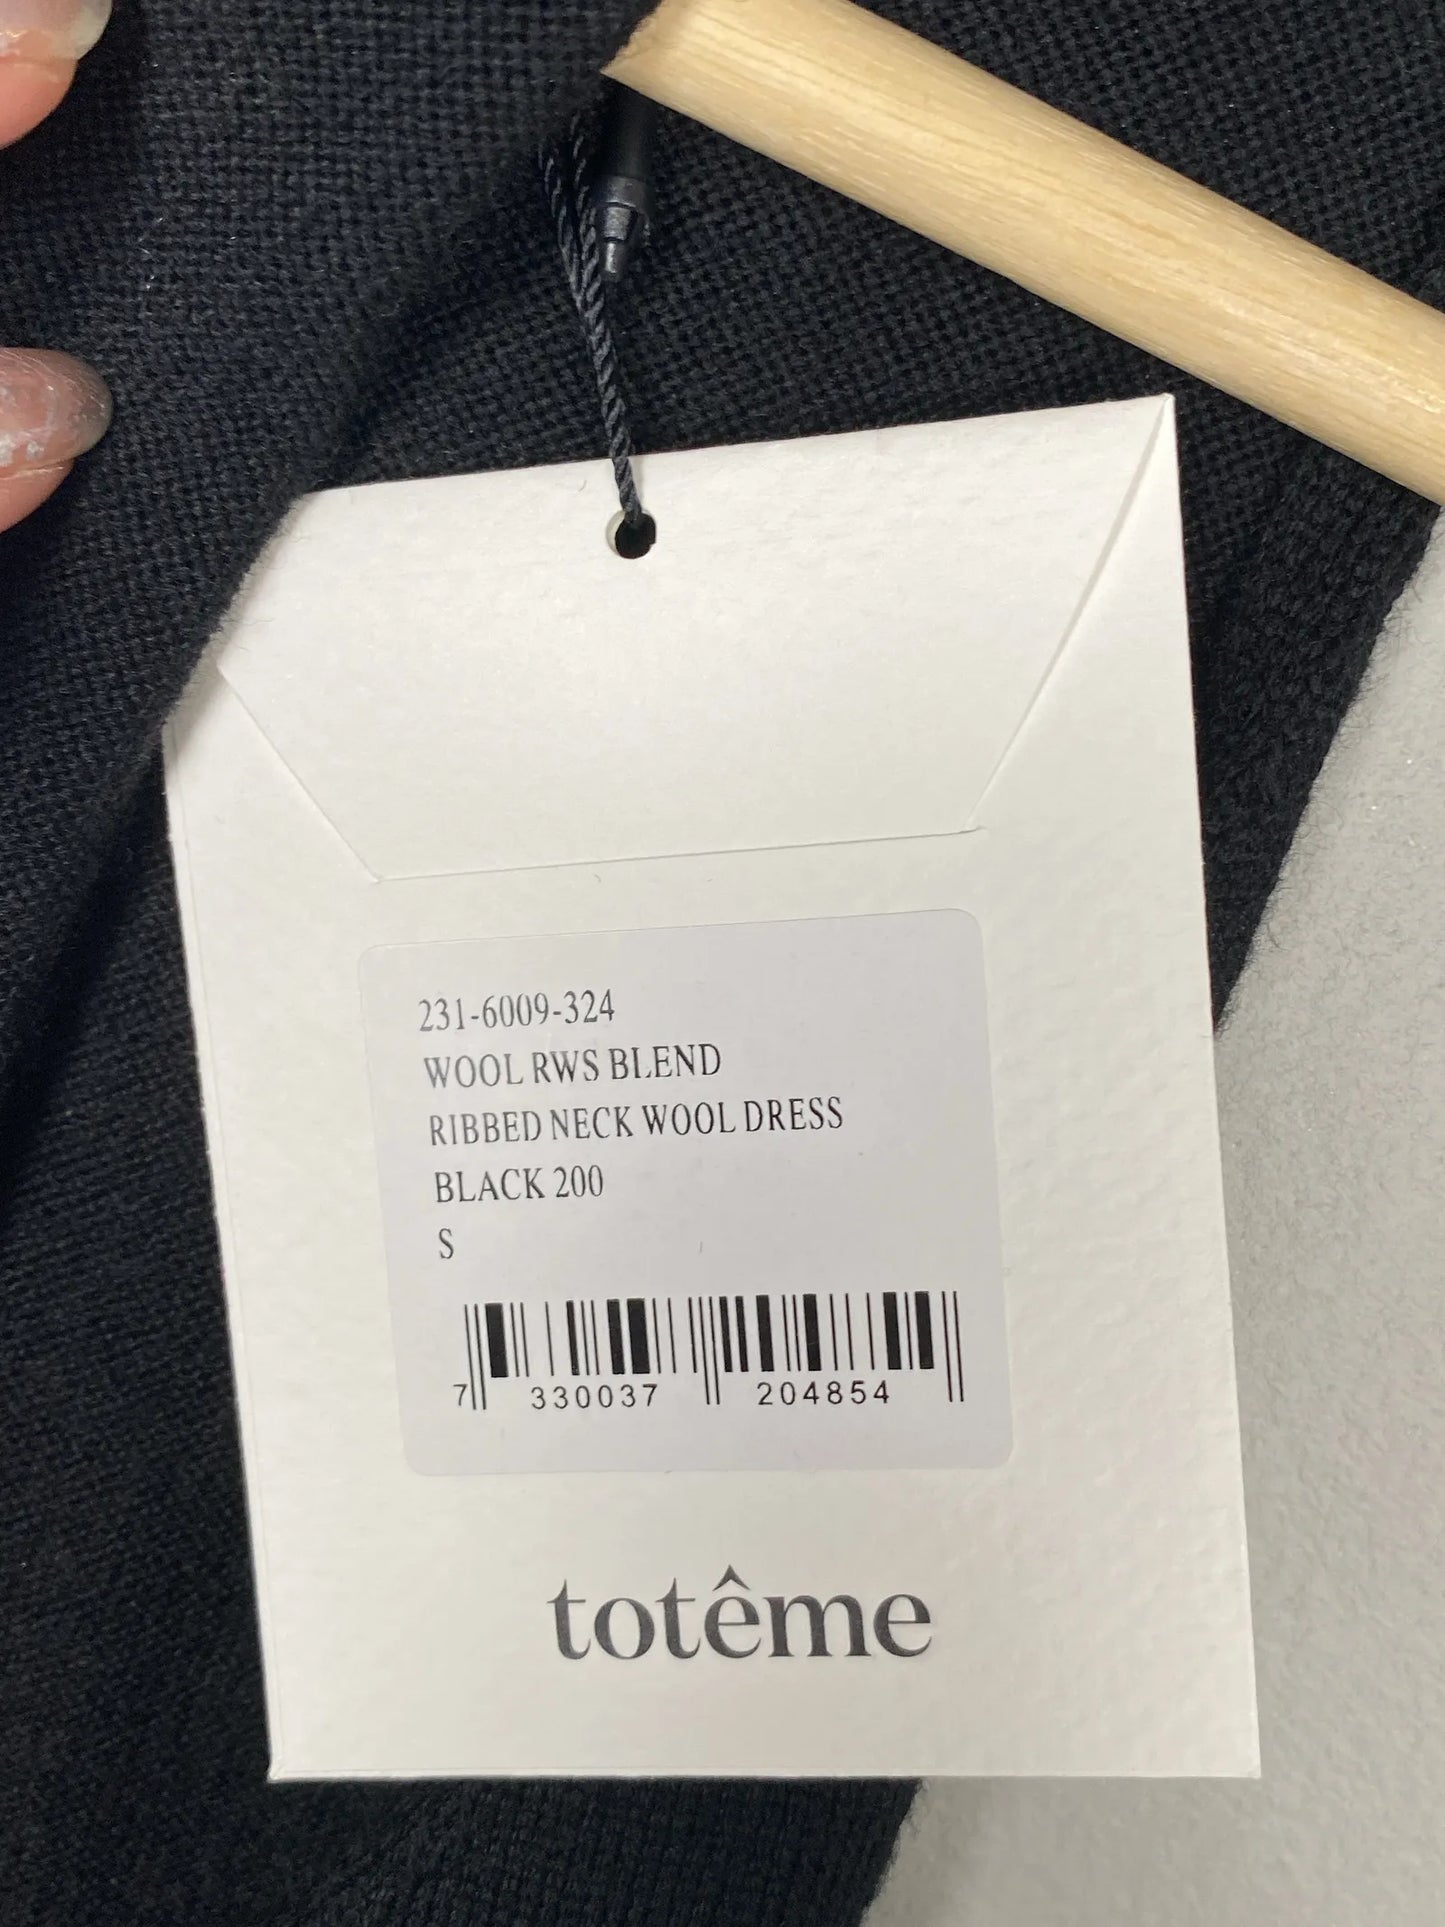 231-6009-324
WOOL RWS BLEND
RIBBED NECK WOOL DRESS
BLACK 200
S
7 330037 204854
totême